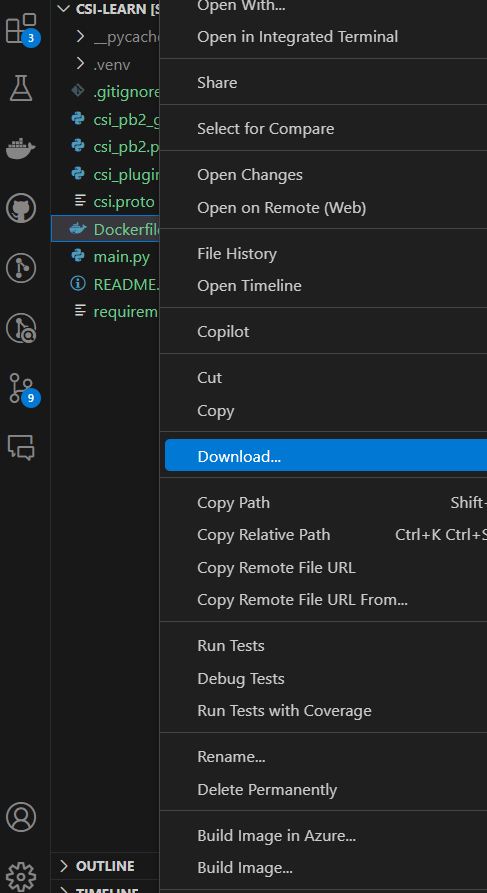 Open With...
CSI-LEARN [S
Open in Integrated Terminal
3
__pycache
.venv
Share
.gitignore
csi_pb2_g
Select for Compare
csi_pb2.p
csi_plugin
Open Changes
csi.proto
Open on Remote (Web)
Dockerfile
main.py
File History
README.
Open Timeline
requirem
Copilot
Cut
9
Copy
Download...
Copy Path Shift-
Copy Relative Path Ctrl+K Ctrl+S
Copy Remote File URL
Copy Remote File URL From...
Run Tests
Debug Tests
Run Tests with Coverage
Rename...
Delete Permanently
Build Image in Azure...
OUTLINE
Build Image...
TIMELINE